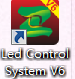 V6
Led Control
System V6